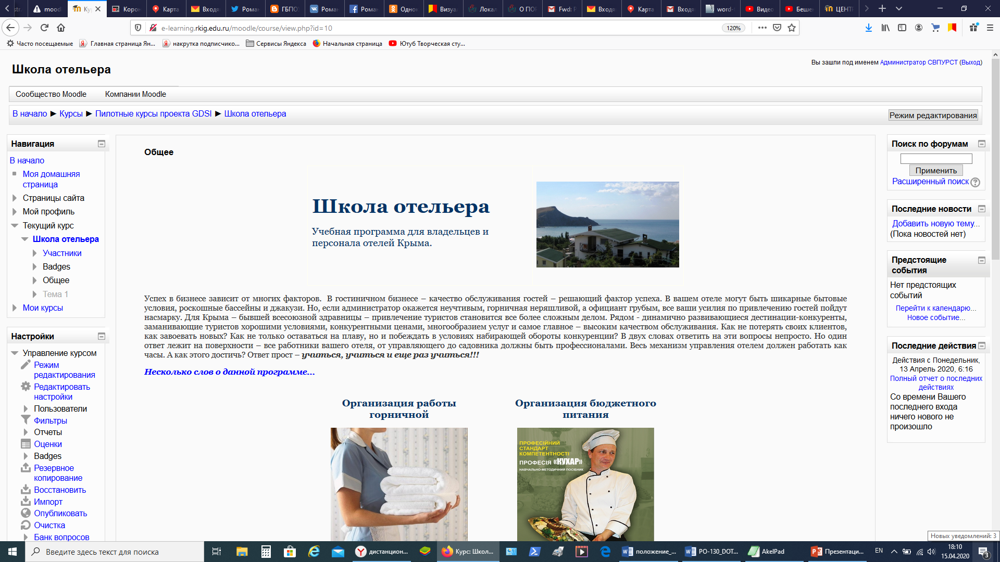 mood
Ку
Корон
Карта
Входя
Роман
ГБПО
Роман
Роман
Однок
Визуа
Локал
О ПО
Fwd: Р
Входя
Карта
Входя
word-
Видео
Бешен
ЦЕНТ
e-learning.rkig.edu.ru/moodle/course/view.php?id=10
120%
Часто посещаемые
Главная страница Ян...
накрутка подписчико...
Сервисы Яндекса
Начальная страница
Ютуб Творческая сту...
Школа отельера
Вы зашли под именем Администратор СВПУРСТ (Выход)
Сообщество Moodle
Компании Moodle
В начало ► Курсы ► Пилотные курсы проекта GDSI ► Школа отельера
Режим редактирования
Навигация
В начало
Моя домашняя
страница
Страницы сайта
Мой профиль
Текущий курс
Школа отельера
Участники
Badges
Общее
Тема 1
Мои курсы
Настройки
Управление курсом
Режим
редактирования
Редактировать
настройки
Пользователи
Фильтры
Отчеты
Оценки
Badges
Резервное
копирование
Восстановить
Импорт
Опубликовать
Очистка
Банк вопросов
Общее
Школа отельера
Учебная программа для владельцев и
персонала отелей Крыма.
Успех в бизнесе зависит от многих факторов.  В гостиничном бизнесе – качество обслуживания гостей – решающий фактор успеха. В вашем отеле могут быть шикарные бытовые
условия, роскошные бассейны и джакузи. Но, если администратор окажется неучтивым, горничная неряшливой, а официант грубым, все ваши усилия по привлечению гостей пойдут
насмарку. Для Крыма – бывшей всесоюзной здравницы – привлечение туристов становится все более сложным делом. Рядом - динамично развивающиеся дестинации-конкуренты,
заманивающие туристов хорошими условиями, конкурентными ценами, многообразием услуг и самое главное – высоким качеством обслуживания. Как не потерять своих клиентов,
как завоевать новых? Как не только оставаться на плаву, но и побеждать в условиях набирающей обороты конкуренции? В двух словах ответить на эти вопросы непросто. Но один
ответ лежит на поверхности – все работники вашего отеля, от управляющего до садовника должны быть профессионалами. Весь механизм управления отелем должен работать как
часы. А как этого достичь? Ответ прост – учиться, учиться и еще раз учиться!!!
Несколько слов о данной программе...
Организация работы
горничной
Организация бюджетного
питания
ПРОФЕСІЙНИЙ
СТАНДАРТ
КОМПЕТЕНТНОСТІ
ПРОФЕСІЯ «КУХАР»
НАВЧАЛЬНО-МЕТОДИЧНИЙ ПОСІБНИК
Поиск по форумам
Применить
Расширенный поиск
Последние новости
Добавить новую тему...
(Пока новостей нет)
Предстоящие
события
Нет предстоящих
событий
Перейти к календарю...
Новое событие...
Последние действия
Действия с Понедельник,
13 Апрель 2020, 6:16
Полный отчет о последних
действиях
Со времени Вашего
последнего входа
ничего нового не
произошло
Новых уведомлений: 3
Введите здесь текст для поиска
дистанцион...
Курс: Школ...
положение_...
РО-130_DOT...
AkelPad
Презентаци...
EN
18:10
15.04.2020
3